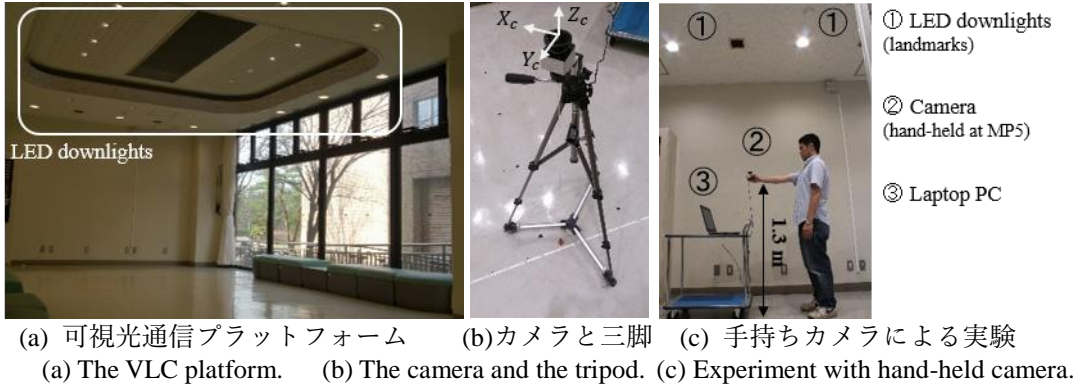 LED downlights
X_c
Z_c
Y_c
①
①
②
③
1.3 m
① LED downlights
(landmarks)
② Camera
(hand-held at MP5)
③ Laptop PC
(a) 可視光通信プラットフォーム (b)カメラと三脚 (c) 手持ちカメラによる実験
(a) The VLC platform. (b) The camera and the tripod. (c) Experiment with hand-held camera.